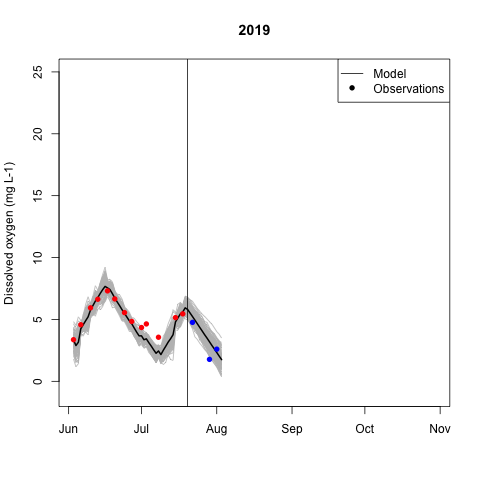 2019
Model
Observations
Dissolved oxygen (mg L-1)
25
20
15
10
5
0
Jun Jul Aug Sep Oct Nov